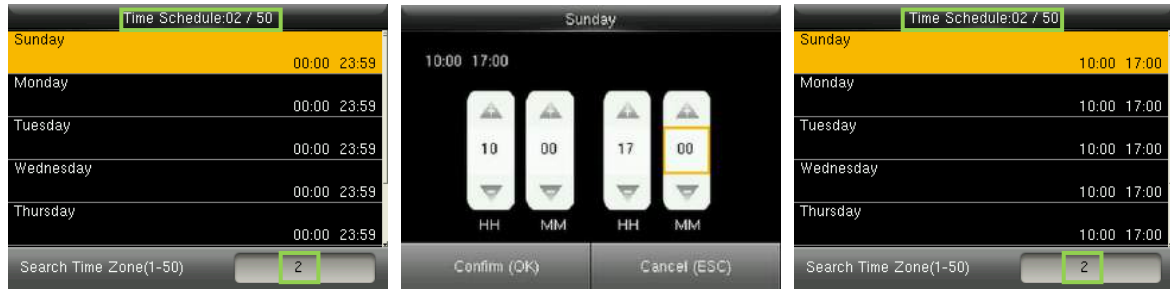 Time Schedule:02 / 50
Sunday
00:00 23:59
Monday
00:00 23:59
Tuesday
00:00 23:59
Wednesday
00:00 23:59
Thursday
00:00 23:59
Search Time Zone(1-50) 2
Sunday
10:00 17:00
10 00 17 00
HH MM HH MM
Confirm (OK) Cancel (ESC)
Time Schedule:02 / 50
Sunday
10:00 17:00
Monday
10:00 17:00
Tuesday
10:00 17:00
Wednesday
10:00 17:00
Thursday
10:00 17:00
Search Time Zone(1-50) 2